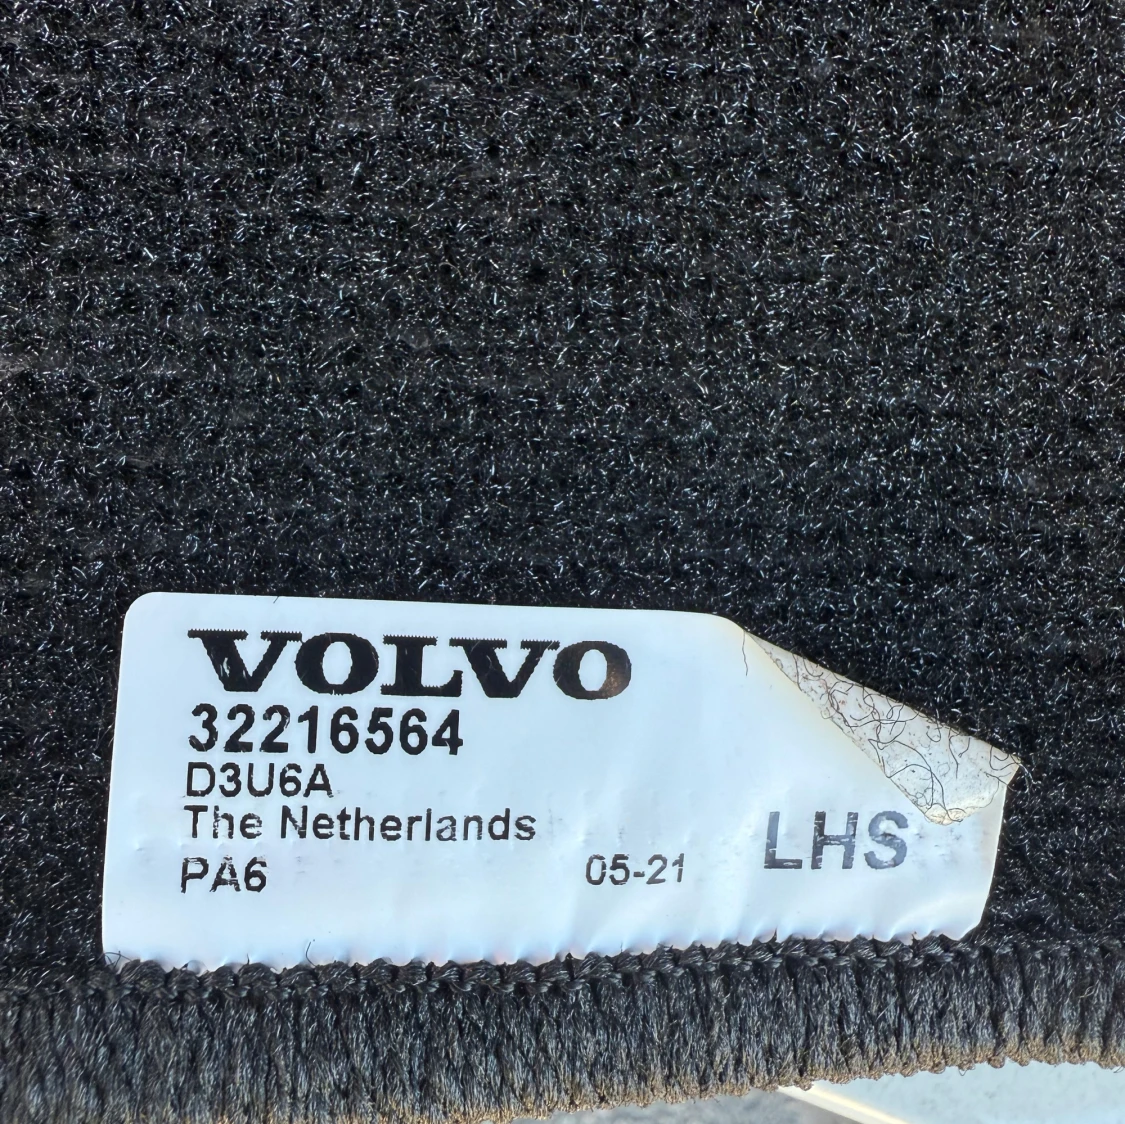 VOLVO
32216564
D3U6A
The Netherlands
PA6 05-21 LHS